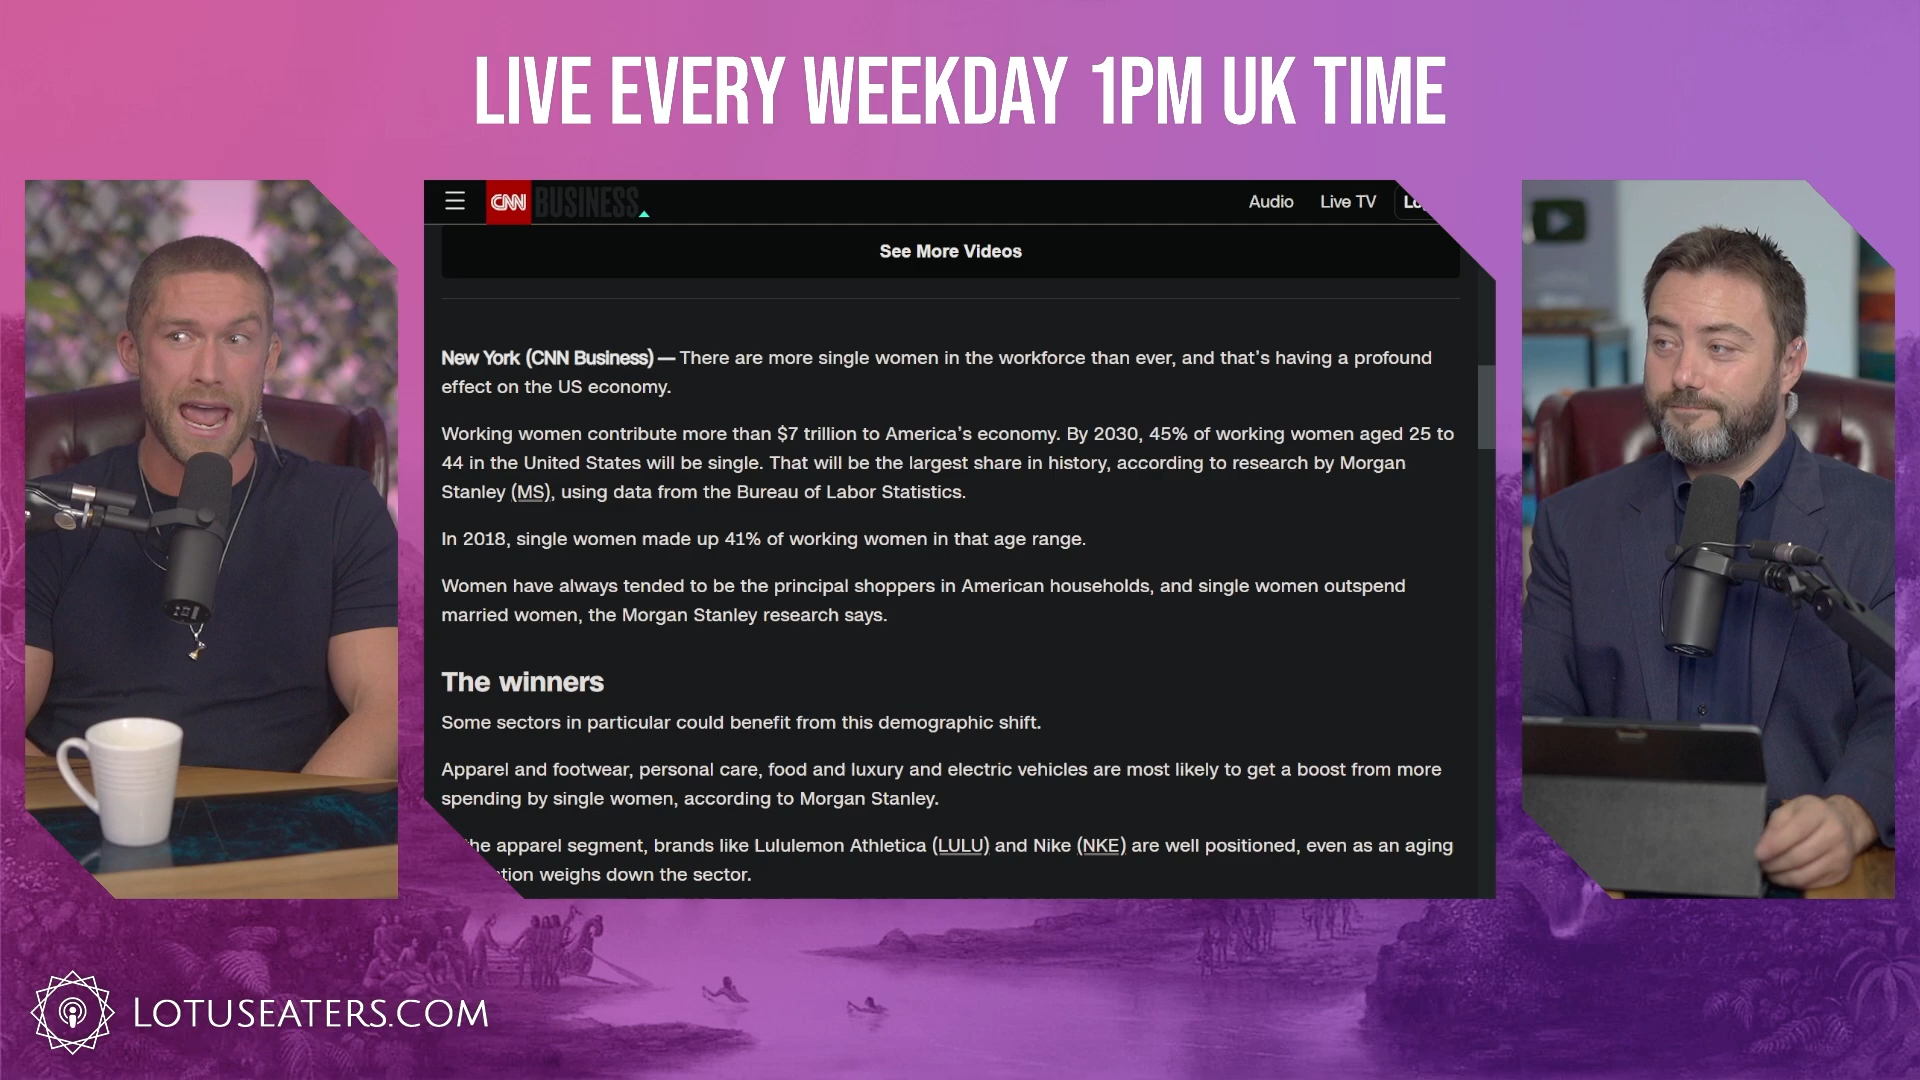 LIVE EVERY WEEKDAY 1PM UK TIME
CNN BUSINESS
Audio Live TV
See More Videos
New York (CNN Business) — There are more single women in the workforce than ever, and that’s having a profound
effect on the US economy.
Working women contribute more than $7 trillion to America’s economy. By 2030, 45% of working women aged 25 to
44 in the United States will be single. That will be the largest share in history, according to research by Morgan
Stanley (MS), using data from the Bureau of Labor Statistics.
In 2018, single women made up 41% of working women in that age range.
Women have always tended to be the principal shoppers in American households, and single women outspend
married women, the Morgan Stanley research says.
The winners
Some sectors in particular could benefit from this demographic shift.
Apparel and footwear, personal care, food and luxury and electric vehicles are most likely to get a boost from more
spending by single women, according to Morgan Stanley.
he apparel segment, brands like Lululemon Athletica (LULU) and Nike (NKE) are well positioned, even as an aging
tion weighs down the sector.
LOTUSEATERS.COM